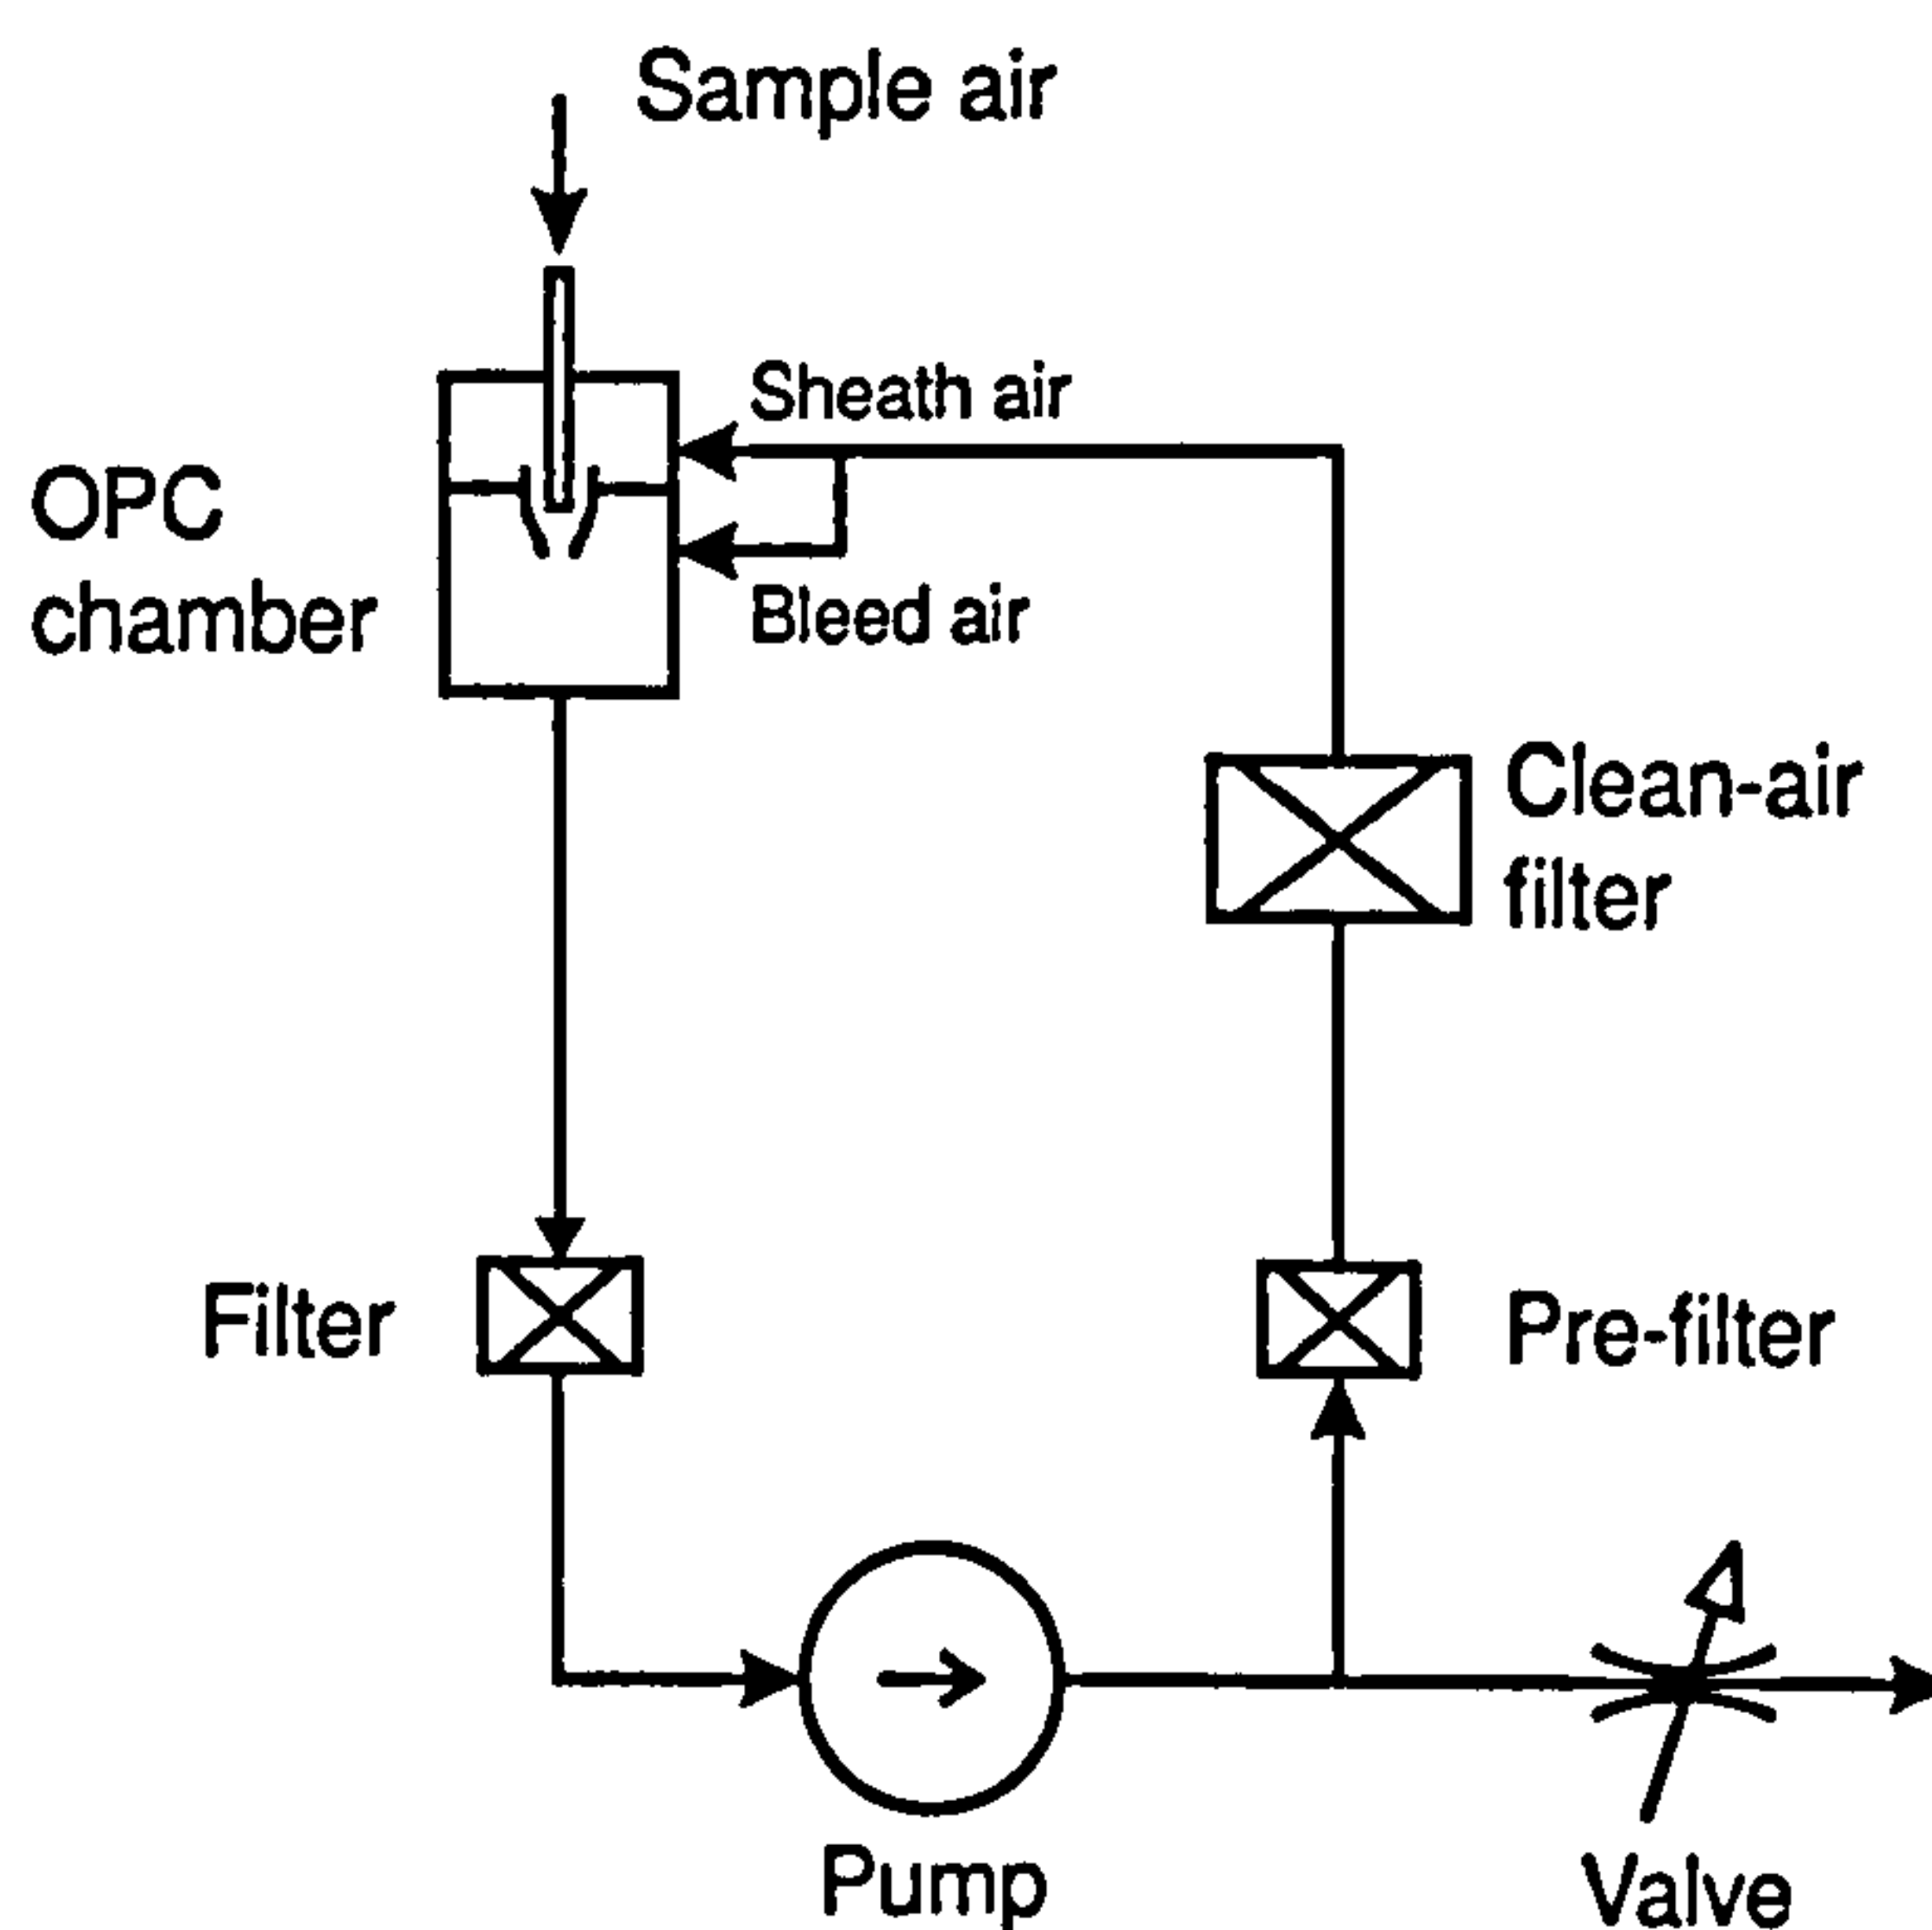 Sample air
Sheath air
OPC
chamber
Bleed air
Clean-air
filter
Filter
Pre-filter
Pump
Valve